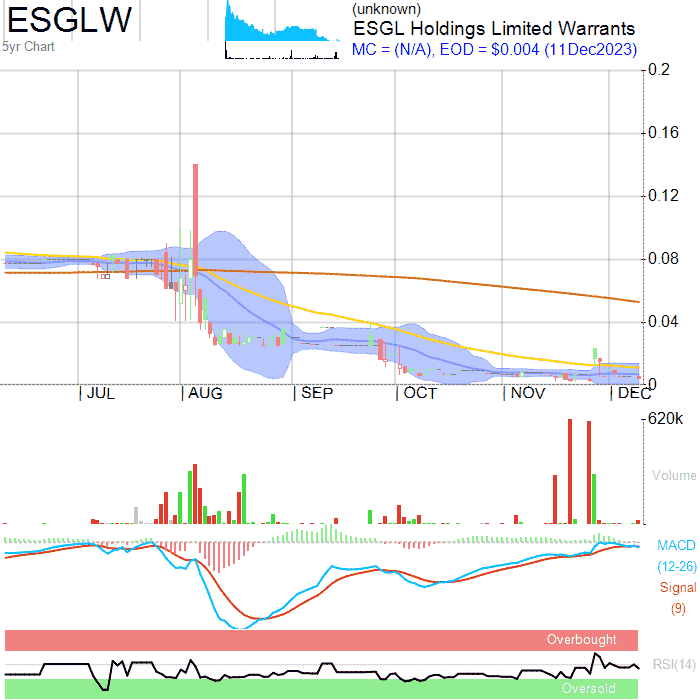 ESGLW
5yr Chart
(unknown)
ESGL Holdings Limited Warrants
MC = (N/A), EOD = $0.004 (11Dec2023)
0.2
0.16
0.12
0.08
0.04
0
JUL AUG SEP OCT NOV DEC
620k
Volume
MACD
(12-26)
Signal
(9)
Overbought
RSI(14)
Oversold